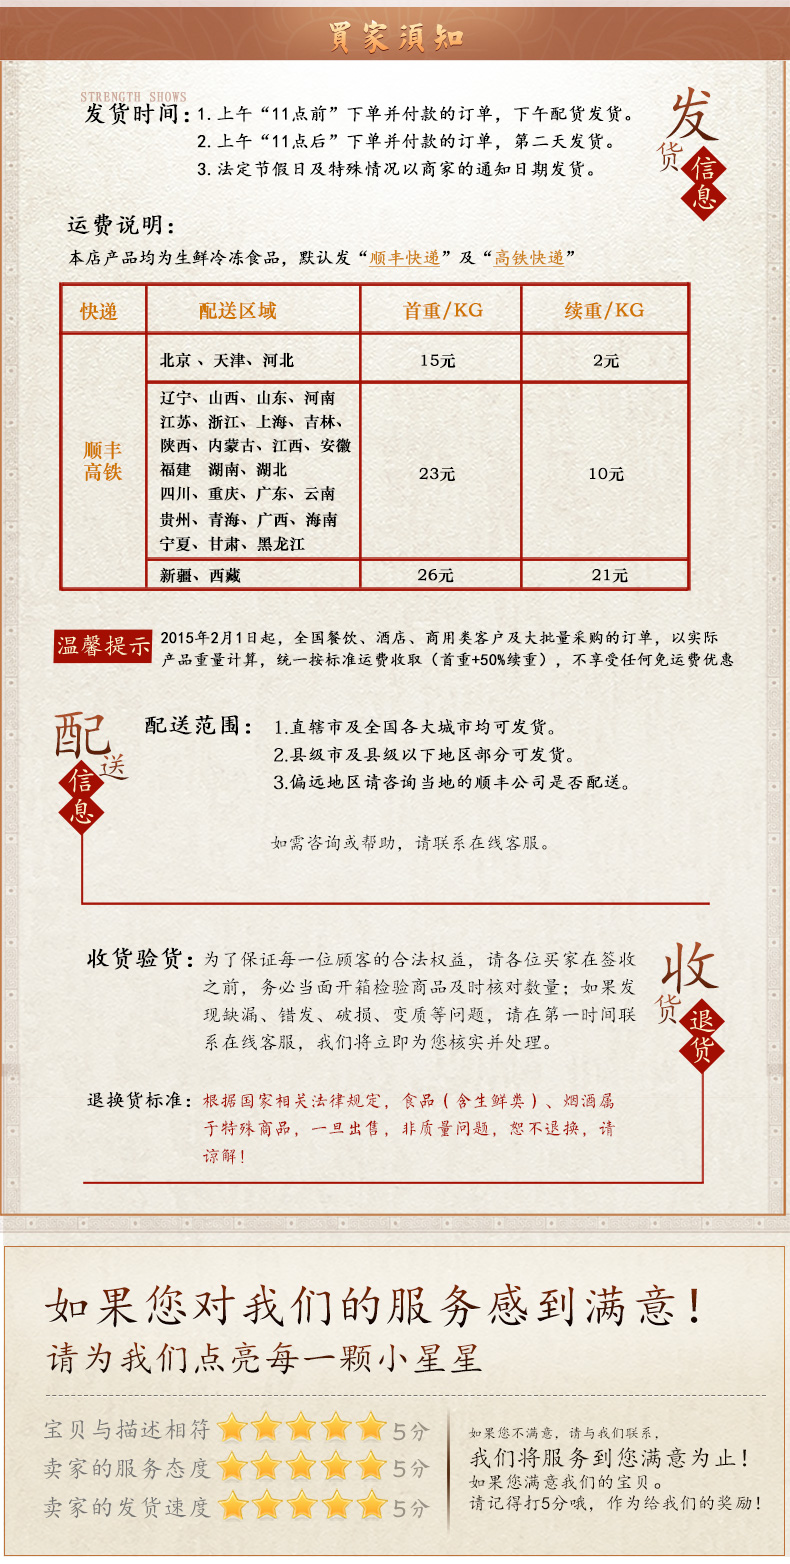 買家須知
STRENGTH SHOWS
发货时间：
1.上午“11点前”下单并付款的订单，下午配货发货。
2.上午“11点后”下单并付款的订单，第二天发货。
3.法定节假日及特殊情况以商家的通知日期发货。
发货信息
运费说明：
本店产品均为生鲜冷冻食品，默认发“顺丰快递”及“高铁快递”
快递 配送区域 首重/KG 续重/KG
顺丰
高铁
北京 、天津、河北 15元 2元
辽宁、山西、山东、河南
江苏、浙江、上海、吉林、
陕西、内蒙古、江西、安徽
福建 湖南、湖北
四川、重庆、广东、云南
贵州、青海、广西、海南
宁夏、甘肃、黑龙江
23元 10元
新疆、西藏 26元 21元
温馨提示
2015年2月1日起，全国餐饮、酒店、商用类客户及大批量采购的订单，以实际
产品重量计算，统一按标准运费收取（首重+50%续重），不享受任何免运费优惠
配送信息
配送范围：
1.直辖市及全国各大城市均可发货。
2.县级市及县级以下地区部分可发货。
3.偏远地区请咨询当地的顺丰公司是否配送。
如需咨询或帮助，请联系在线客服。
收货验货：
为了保证每一位顾客的合法权益，请各位买家在签收
之前，务必当面开箱检验商品及时核对数量；如果发
现缺漏、错发、破损、变质等问题，请在第一时间联
系在线客服，我们将立即为您核实并处理。
收货退货
退换货标准：
根据国家相关法律规定，食品（含生鲜类）、烟酒属
于特殊商品，一旦出售，非质量问题，恕不退换，请
谅解！
如果您对我们的服务感到满意！
请为我们点亮每一颗小星星
宝贝与描述相符 5分
卖家的服务态度 5分
卖家的发货速度 5分
如果您不满意，请与我们联系，
我们将服务到您满意为止！
如果您满意我们的宝贝。
请记得打5分哦，作为给我们的奖励！